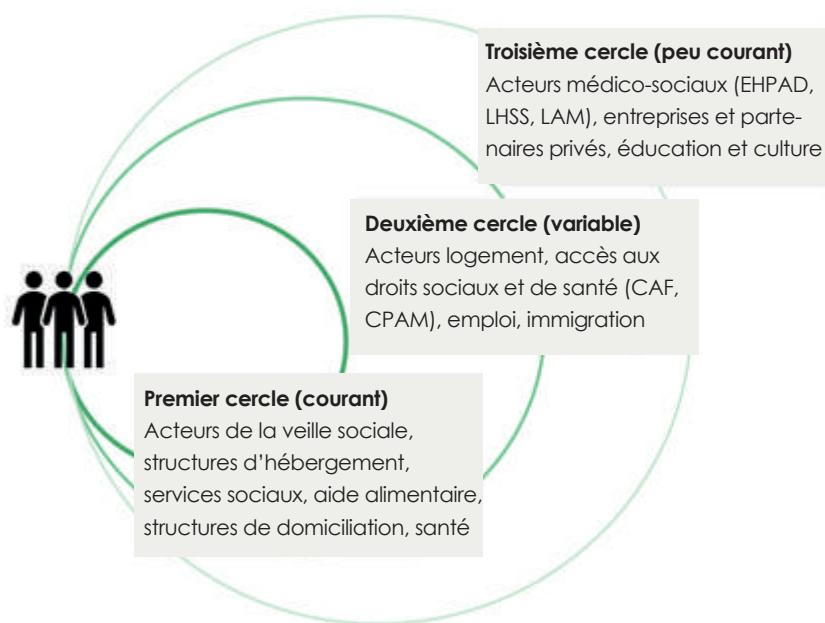 Troisième cercle (peu courant)
Acteurs médico-sociaux (EHPAD,
LHSS, LAM), entreprises et parte-
naires privés, éducation et culture
Deuxième cercle (variable)
Acteurs logement, accès aux
droits sociaux et de santé (CAF,
CPAM), emploi, immigration
Premier cercle (courant)
Acteurs de la veille sociale,
structures d’hébergement,
services sociaux, aide alimentaire,
structures de domiciliation, santé